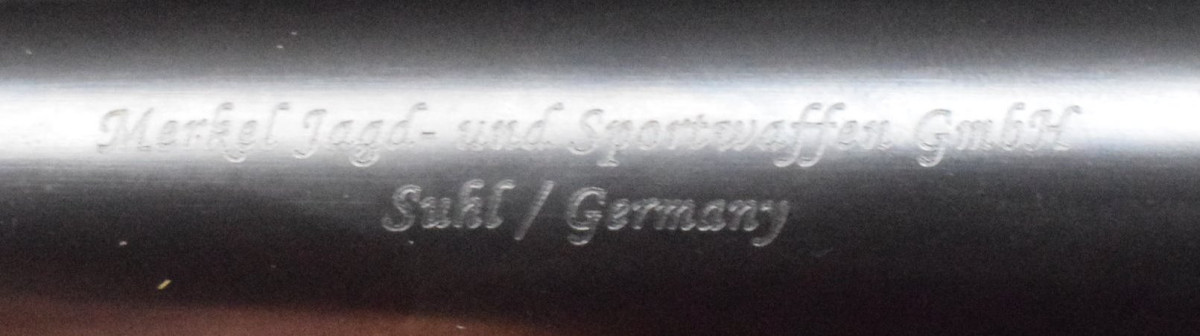 Merkel Jagd- und Sportwaffen GmbH
Suhl / Germany